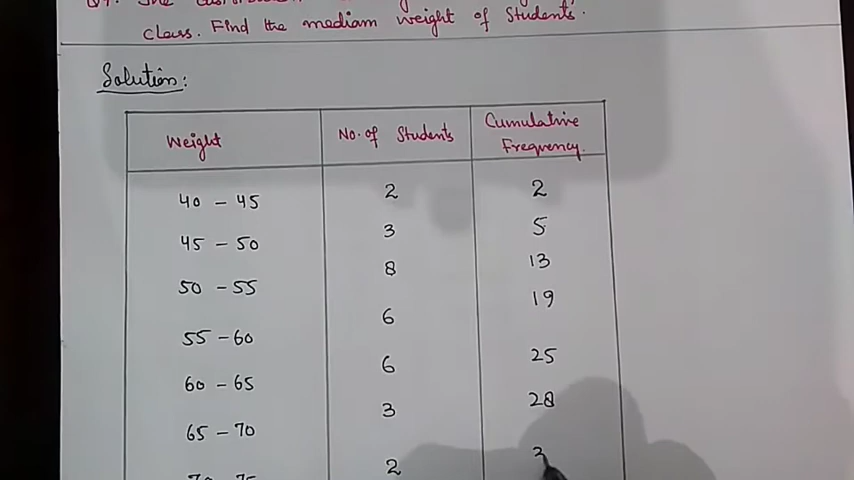 class. Find the mediam weight of Students.
Solution:
Weight No. of Students Cumulative Frequency
40 - 45 2 2
45 - 50 3 5
50 - 55 8 13
55 - 60 6 19
60 - 65 6 25
65 - 70 3 28
70 - 75 2